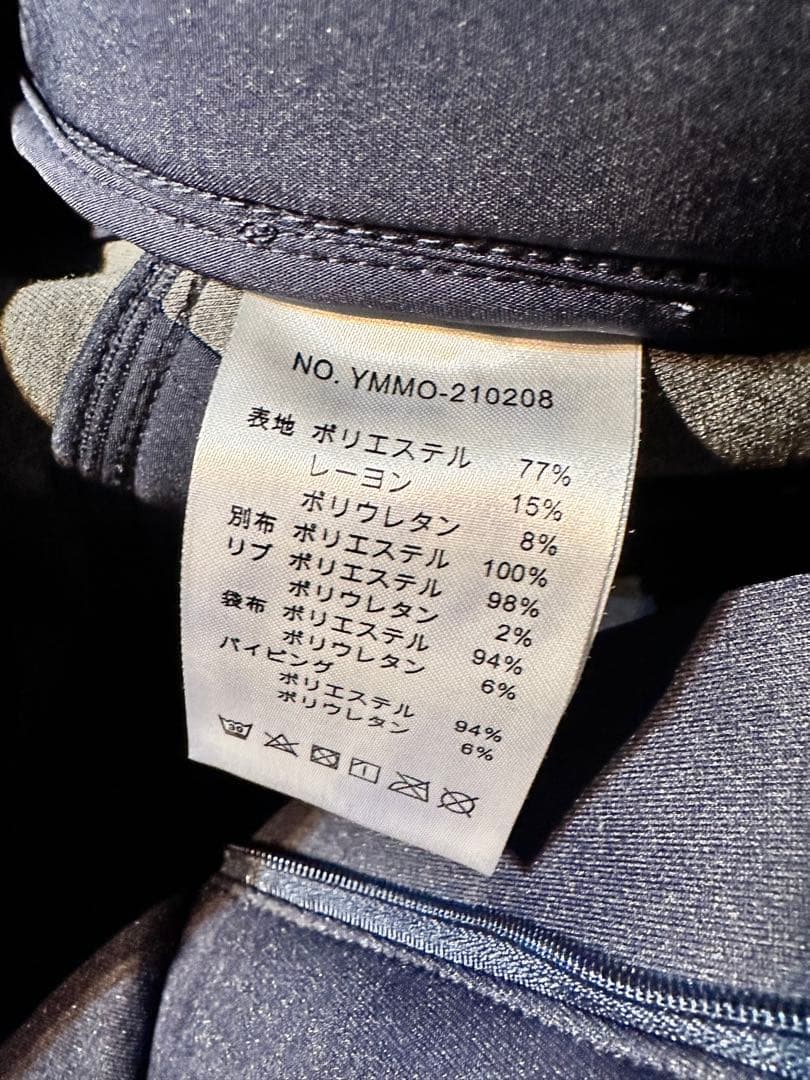 NO. YMMO-210208
表地 ポリエステル 77%
レーヨン 15%
ポリウレタン 8%
別布 ポリエステル 100%
リブ ポリエステル 98%
ポリウレタン 2%
袋布 ポリエステル 94%
ポリウレタン 6%
パイピング
ポリエステル 94%
ポリウレタン 6%
30